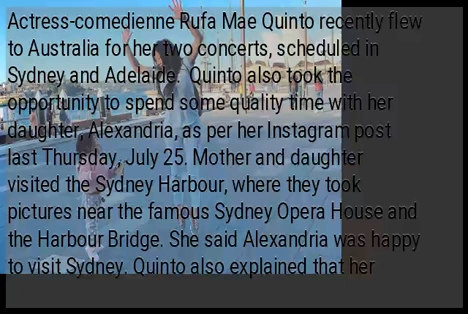 Actress-comedienne Rufa Mae Quinto recently flew
to Australia for her two concerts, scheduled in
Sydney and Adelaide. Quinto also took the
opportunity to spend some quality time with her
daughter, Alexandria, as per her Instagram post
last Thursday, July 25. Mother and daughter
visited the Sydney Harbour, where they took
pictures near the famous Sydney Opera House and
the Harbour Bridge. She said Alexandria was happy
to visit Sydney. Quinto also explained that her